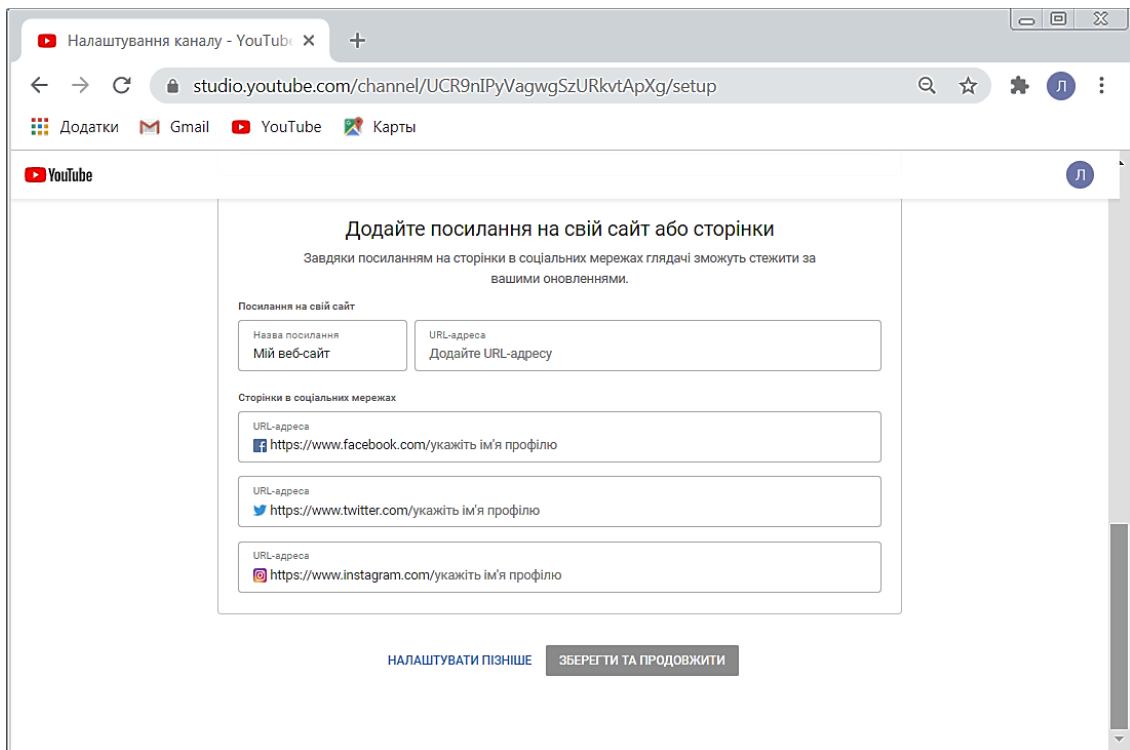 Налаштування каналу - YouTube
studio.youtube.com/channel/UCR9nIPyVagwgSzURkvtApXg/setup
Л
Додатки Gmail YouTube Карты
YouTube
Л
Додайте посилання на свій сайт або сторінки
Завдяки посиланням на сторінки в соціальних мережах глядачі зможуть стежити за
вашими оновленнями.
Посилання на свій сайт
Назва посилання URL-адреса
Мій веб-сайт Додайте URL-адресу
Сторінки в соціальних мережах
URL-адреса
https://www.facebook.com/укажіть ім'я профілю
URL-адреса
https://www.twitter.com/укажіть ім'я профілю
URL-адреса
https://www.instagram.com/укажіть ім'я профілю
НАЛАШТУВАТИ ПІЗНІШЕ ЗБЕРЕГТИ ТА ПРОДОВЖИТИ